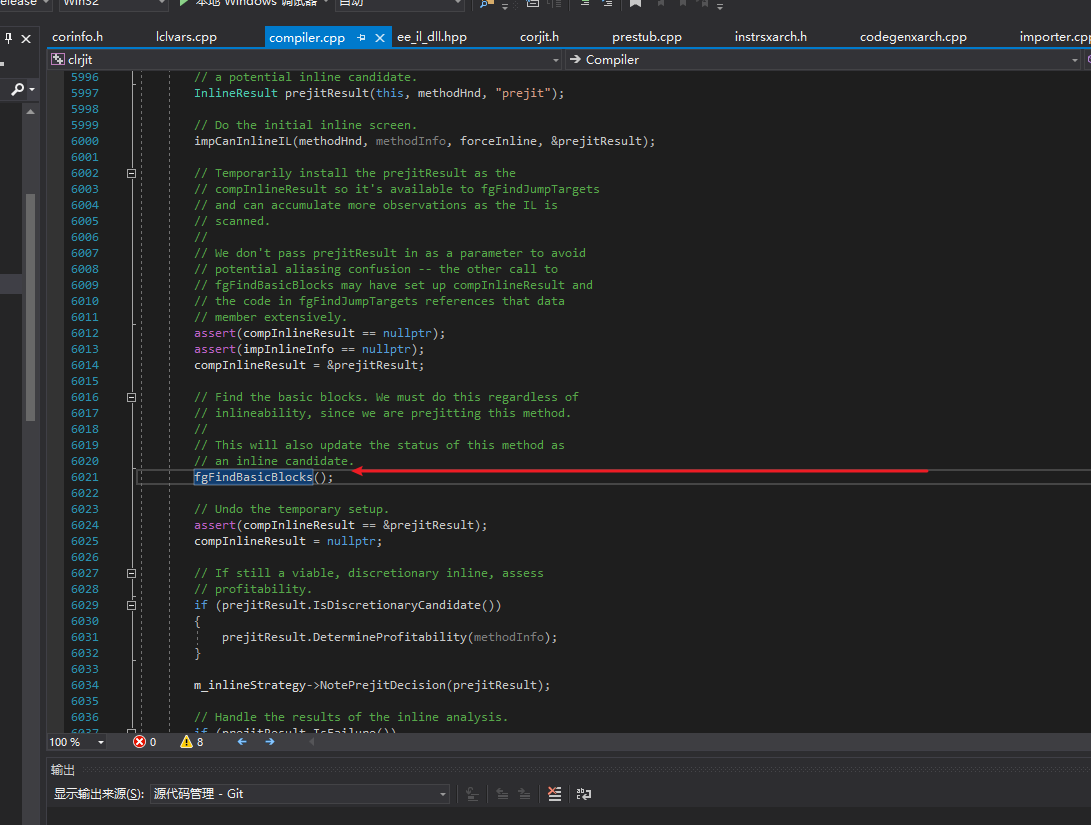 Win32 本地 Windows 调试器 自动
corinfo.h lclvars.cpp compiler.cpp ee_il_dll.hpp corjit.h prestub.cpp instrsxarch.h codegenxarch.cpp importer.cpp
clrjit Compiler
5996 // a potential inline candidate.
5997 InlineResult prejitResult(this, methodHnd, "prejit");
5998
5999 // Do the initial inline screen.
6000 impCanInlineIL(methodHnd, methodInfo, forceInline, &prejitResult);
6001
6002 // Temporarily install the prejitResult as the
6003 // compInlineResult so it's available to fgFindJumpTargets
6004 // and can accumulate more observations as the IL is
6005 // scanned.
6006 //
6007 // We don't pass prejitResult in as a parameter to avoid
6008 // potential aliasing confusion -- the other call to
6009 // fgFindBasicBlocks may have set up compInlineResult and
6010 // the code in fgFindJumpTargets references that data
6011 // member extensively.
6012 assert(compInlineResult == nullptr);
6013 assert(impInlineInfo == nullptr);
6014 compInlineResult = &prejitResult;
6015
6016 // Find the basic blocks. We must do this regardless of
6017 // inlineability, since we are prejitting this method.
6018 //
6019 // This will also update the status of this method as
6020 // an inline candidate.
6021 fgFindBasicBlocks();
6022
6023 // Undo the temporary setup.
6024 assert(compInlineResult == &prejitResult);
6025 compInlineResult = nullptr;
6026
6027 // If still a viable, discretionary inline, assess
6028 // profitability.
6029 if (prejitResult.IsDiscretionaryCandidate())
6030 {
6031 prejitResult.DetermineProfitability(methodInfo);
6032 }
6033
6034 m_inlineStrategy->NotePrejitDecision(prejitResult);
6035
6036 // Handle the results of the inline analysis.
6037 if (prejitResult.IsFailure())
100 % 0 8
输出
显示输出来源(S): 源代码管理 - Git